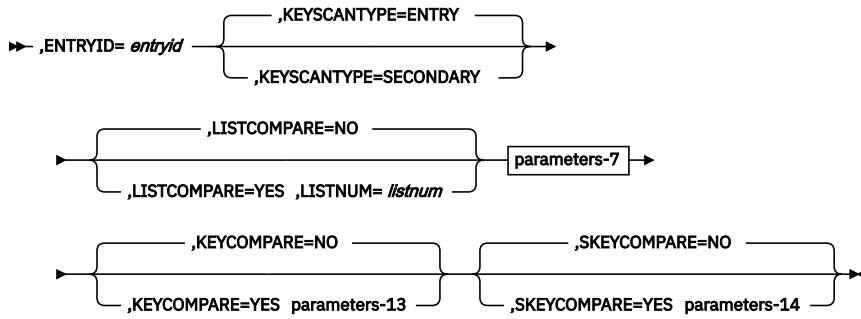 ,KEYSCANTYPE=ENTRY
,ENTRYID= entryid
,KEYSCANTYPE=SECONDARY
,LISTCOMPARE=NO
parameters-7
,LISTCOMPARE=YES ,LISTNUM= listnum
,KEYCOMPARE=NO ,SKEYCOMPARE=NO
,KEYCOMPARE=YES parameters-13 ,SKEYCOMPARE=YES parameters-14